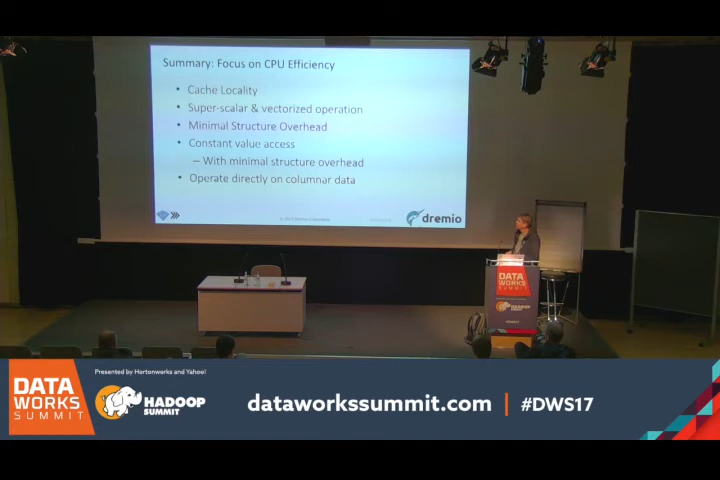 Summary: Focus on CPU Efficiency
• Cache Locality
• Super-scalar & vectorized operation
• Minimal Structure Overhead
• Constant value access
– With minimal structure overhead
• Operate directly on columnar data
dremio
DATA
WORKS
SUMMIT
HADOOP
#DWS17
DATA
WORKS
SUMMIT
Presented by Hortonworks and Yahoo!
HADOOP
SUMMIT
dataworkssummit.com | #DWS17